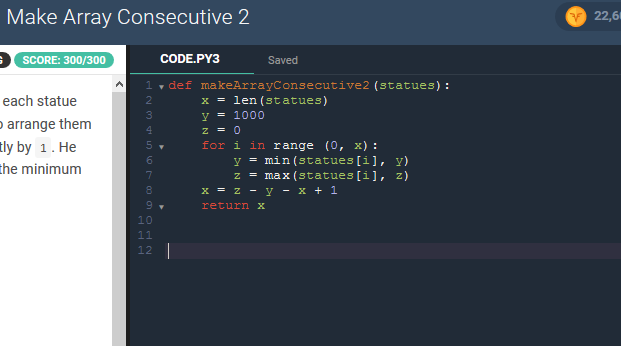 Make Array Consecutive 2
22,6
SCORE: 300/300
CODE.PY3
Saved
each statue
arrange them
tly by 1. He
the minimum
1 def makeArrayConsecutive2(statues):
2 x = len(statues)
3 y = 1000
4 z = 0
5 for i in range (0, x):
6 y = min(statues[i], y)
7 z = max(statues[i], z)
8 x = z - y - x + 1
9 return x
10
11
12